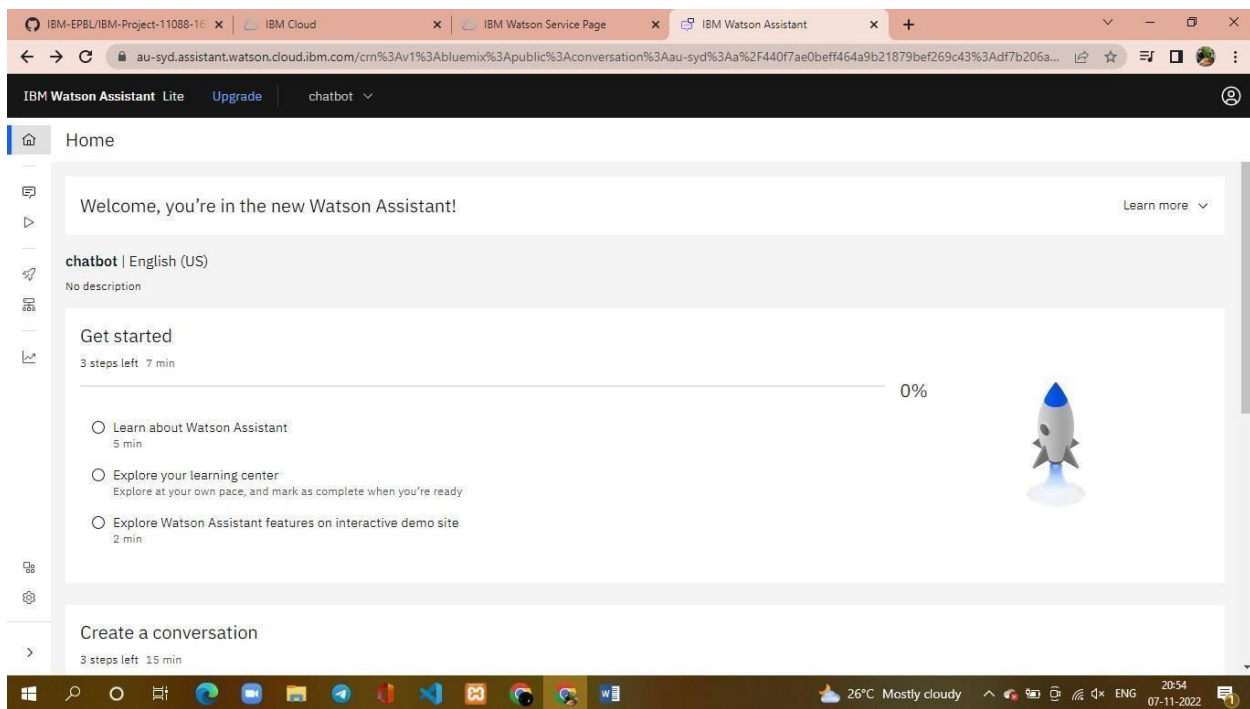 IBM-EPBL/IBM-Project-11088-16
IBM Cloud
IBM Watson Service Page
IBM Watson Assistant
au-syd.assistant.watson.cloud.ibm.com/crn%3Av1%3Abluemix%3Apublic%3Aconversation%3Aau-syd%3Aa%2F440f7ae0beff464a9b21879bef269c43%3Adf7b206a...
IBM Watson Assistant Lite Upgrade chatbot
Home
Welcome, you're in the new Watson Assistant!
Learn more
chatbot | English (US)
No description
Get started
3 steps left 7 min
0%
Learn about Watson Assistant
5 min
Explore your learning center
Explore at your own pace, and mark as complete when you're ready
Explore Watson Assistant features on interactive demo site
2 min
Create a conversation
3 steps left 15 min
26°C Mostly cloudy
ENG
20:54
07-11-2022